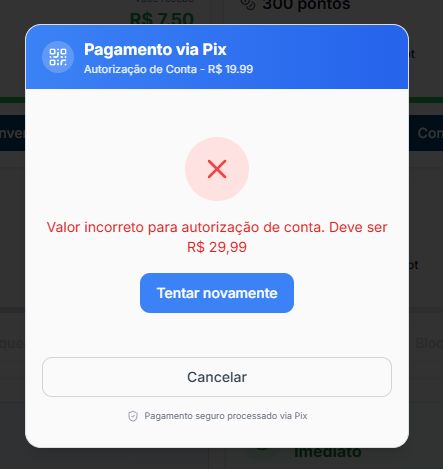 R$ 7,50
300 pontos
Pagamento via Pix
Autorização de Conta - R$ 19.99
Valor incorreto para autorização de conta. Deve ser
R$ 29,99
Tentar novamente
Cancelar
Pagamento seguro processado via Pix
Imediato